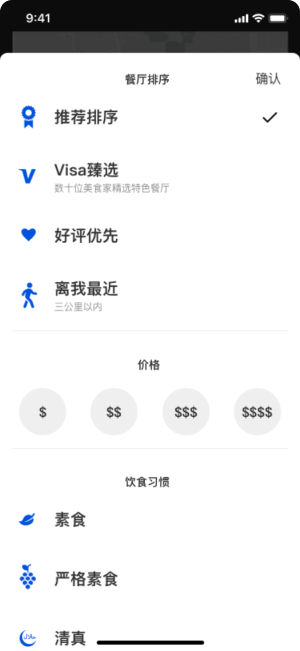 9:41
餐厅排序
确认
推荐排序
Visa臻选
数十位美食家精选特色餐厅
好评优先
离我最近
三公里以内
价格
$ $$ $$$ $$$$
饮食习惯
素食
严格素食
清真